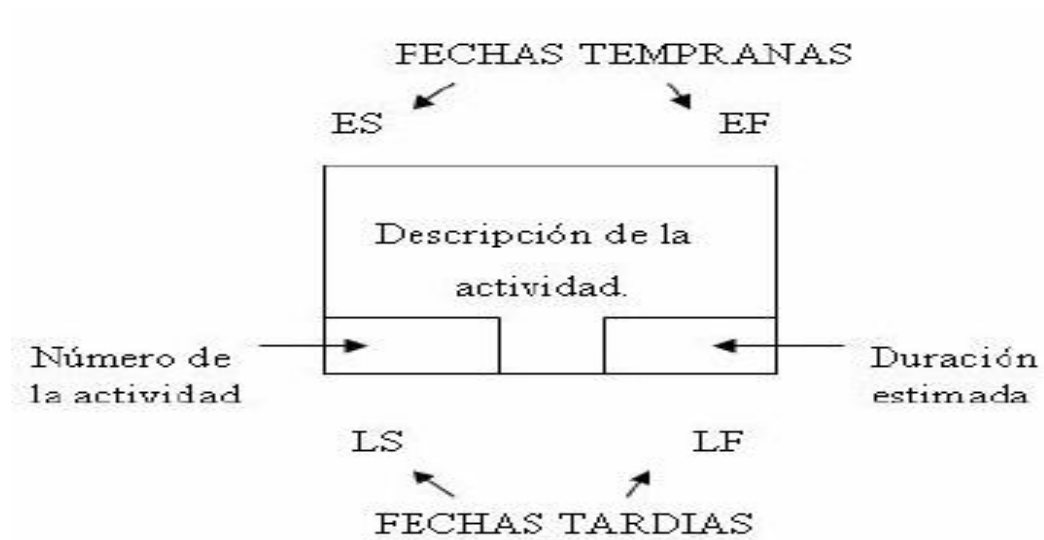 FECHAS TEMPRANAS
ES
EF
Descripción de la
actividad.
Número de
la actividad
Duración
estimada
LS
LF
FECHAS TARDIAS